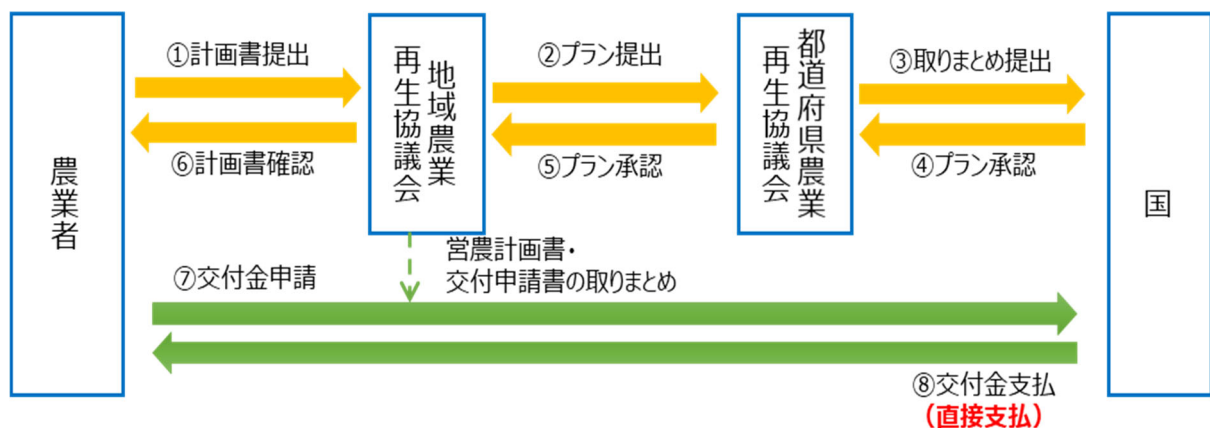 ①計画書提出
②プラン提出
③取りまとめ提出
⑥計画書確認
⑤プラン承認
④プラン承認
農業者
地域農業
再生協議会
都道府県農業
再生協議会
国
営農計画書・
交付申請書の取りまとめ
⑦交付金申請
⑧交付金支払
（直接支払）